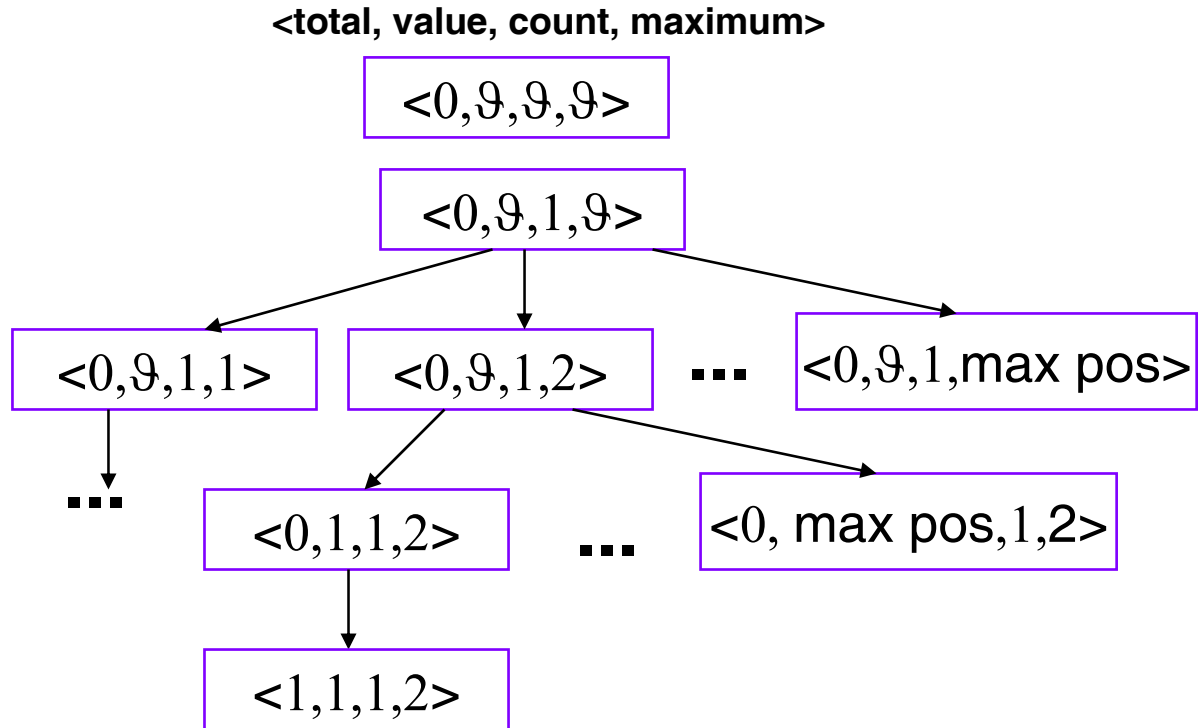 <total, value, count, maximum>
<0,ϑ,ϑ,ϑ>
<0,ϑ,1,ϑ>
<0,ϑ,1,1>
<0,ϑ,1,2>
...
<0,ϑ,1,max pos>
...
<0,1,1,2>
...
<0, max pos,1,2>
<1,1,1,2>